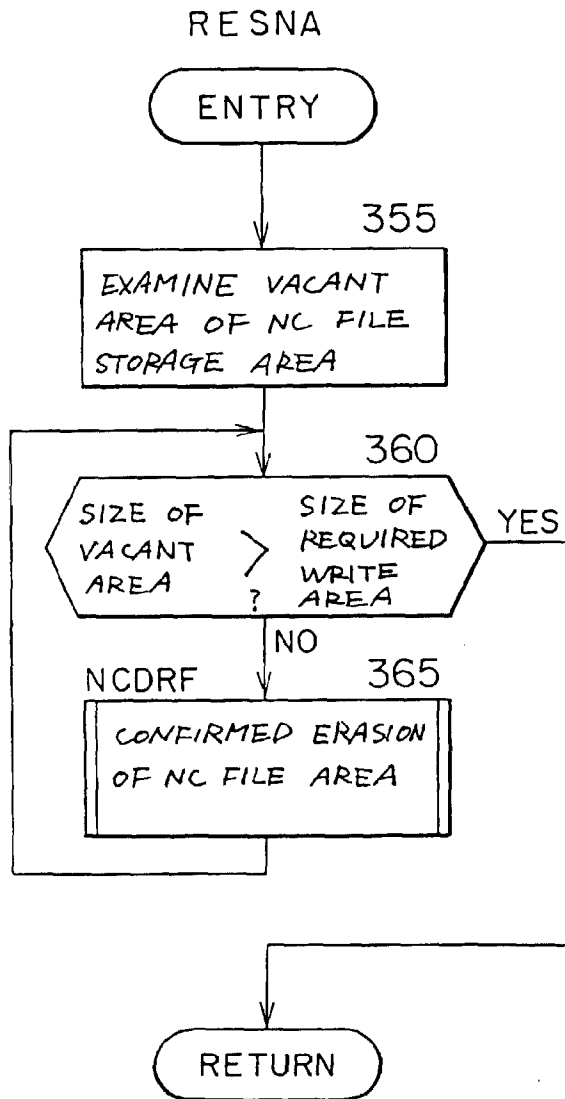 RESNA
ENTRY
355
EXAMINE VACANT
AREA OF NC FILE
STORAGE AREA
360
SIZE OF
VACANT
AREA
>
?
SIZE OF
REQUIRED
WRITE
AREA
YES
NO
NCDRF
365
CONFIRMED ERASION
OF NC FILE AREA
RETURN